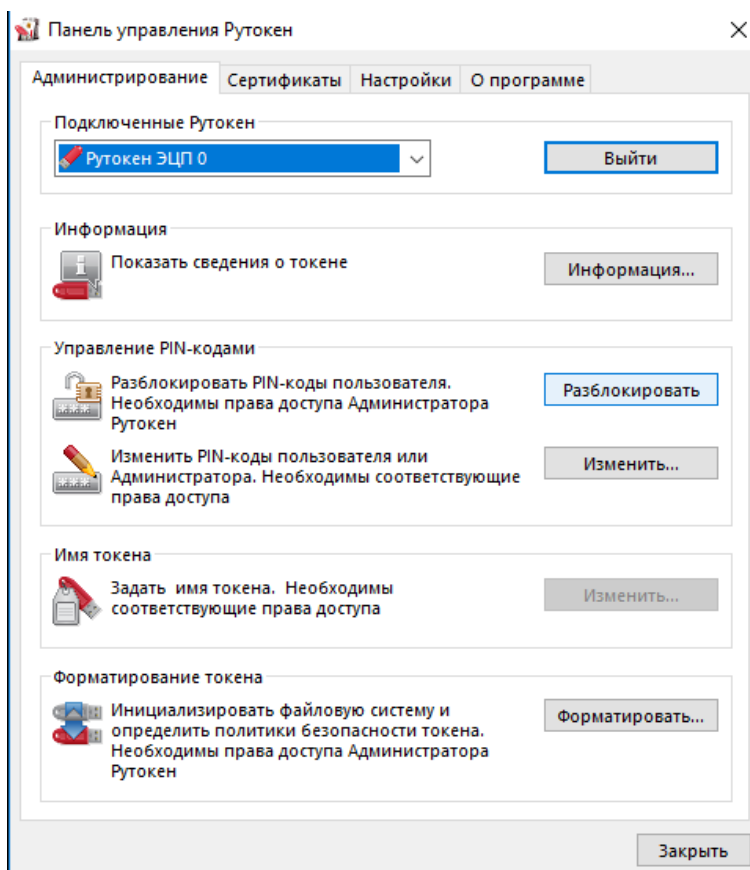 Панель управления Рутокен
Администрирование Сертификаты Настройки О программе
Подключенные Рутокен
Рутокен ЭЦП 0 Выйти
Информация
Показать сведения о токене Информация...
Управление PIN-кодами
Разблокировать PIN-коды пользователя. Разблокировать
Необходимы права доступа Администратора
Рутокен
Изменить PIN-коды пользователя или Изменить...
Администратора. Необходимы соответствующие
права доступа
Имя токена
Задать имя токена. Необходимы Изменить...
соответствующие права доступа
Форматирование токена
Инициализировать файловую систему и Форматировать...
определить политики безопасности токена.
Необходимы права доступа Администратора
Рутокен
Закрыть